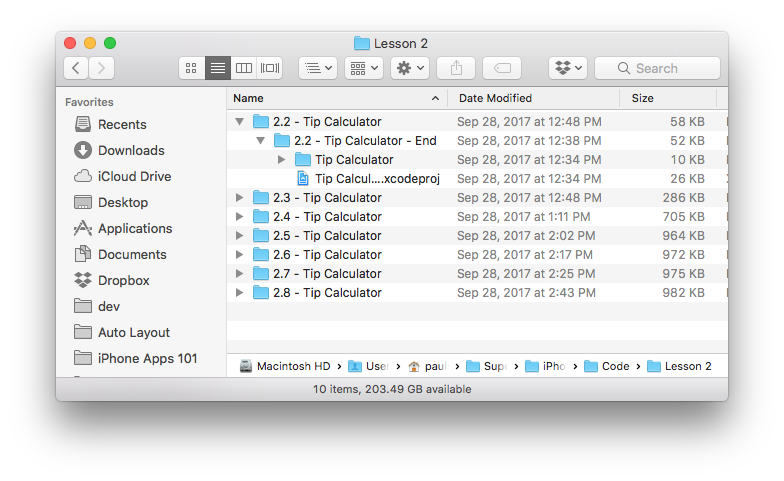 Lesson 2
Search
Favorites
Recents
Downloads
iCloud Drive
Desktop
Applications
Documents
Dropbox
dev
Auto Layout
iPhone Apps 101
Name Date Modified Size
2.2 - Tip Calculator Sep 28, 2017 at 12:48 PM 58 KB
2.2 - Tip Calculator - End Sep 28, 2017 at 12:38 PM 52 KB
Tip Calculator Sep 28, 2017 at 12:34 PM 10 KB
Tip Calcul....xcodeproj Sep 28, 2017 at 12:34 PM 26 KB
2.3 - Tip Calculator Sep 28, 2017 at 12:48 PM 286 KB
2.4 - Tip Calculator Sep 28, 2017 at 1:11 PM 705 KB
2.5 - Tip Calculator Sep 28, 2017 at 2:02 PM 964 KB
2.6 - Tip Calculator Sep 28, 2017 at 2:17 PM 972 KB
2.7 - Tip Calculator Sep 28, 2017 at 2:25 PM 975 KB
2.8 - Tip Calculator Sep 28, 2017 at 2:43 PM 982 KB
Macintosh HD › User › paul › Sup › iPho › Code › Lesson 2
10 items, 203.49 GB available